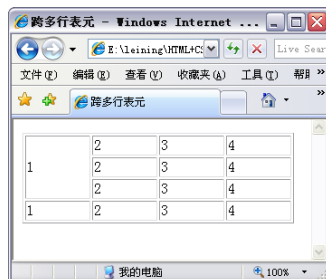 跨多行表元 - Windows Internet ...
E:\leining\HTML+C
Live Sear
文件(F) 编辑(E) 查看(V) 收藏夹(A) 工具(T) 帮助 »
跨多行表元 »
1 2 3 4
2 3 4
2 3 4
1 2 3 4
我的电脑 100%